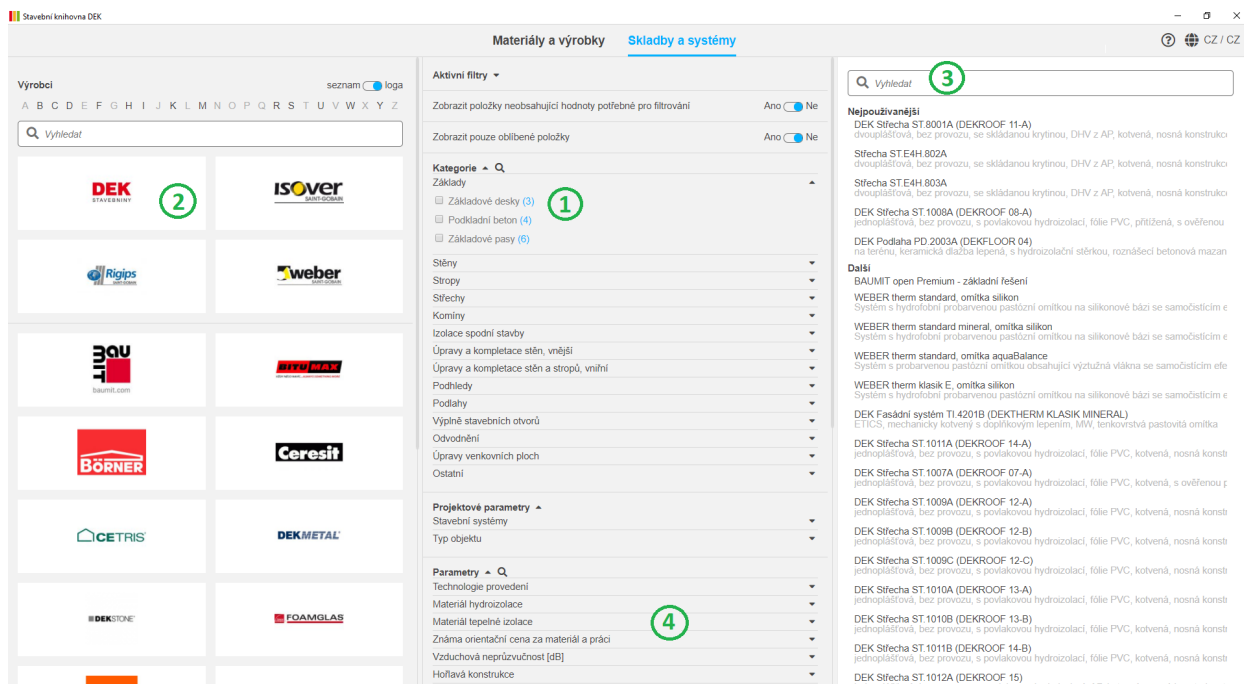 Stavební knihovna DEK
Materiály a výrobky
Skladby a systémy
CZ / CZ
Výrobci
seznam
loga
A B C D E F G H I J K L M N O P Q R S T U V W X Y Z
Vyhledat
DEK
STAVEBNINY
2
ISOVER
SAINT-GOBAIN
Rigips
SAINT-GOBAIN
weber
SAINT-GOBAIN
BAU
MIT
baumit.com
BITUMAX
BÖRNER
Ceresit
CETRIS
DEKMETAL
DEKSTONE
FOAMGLAS
Aktivní filtry
Zobrazit položky neobsahující hodnoty potřebné pro filtrování
Ano Ne
Zobrazit pouze oblíbené položky
Ano Ne
Kategorie
Základy
Základové desky (3)
1
Podkladní beton (4)
Základové pasy (6)
Stěny
Stropy
Střechy
Komíny
Izolace spodní stavby
Úpravy a kompletace stěn, vnější
Úpravy a kompletace stěn a stropů, vniřní
Podhledy
Podlahy
Výplně stavebních otvorů
Odvodnění
Úpravy venkovních ploch
Ostatní
Projektové parametry
Stavební systémy
Typ objektu
Parametry
Technologie provedení
Materiál hydroizolace
Materiál tepelné izolace
4
Známa orientační cena za materiál a práci
Vzduchová neprůzvučnost [dB]
Hořlavá konstrukce
Vyhledat
3
Nejpoužívanější
DEK Střecha ST.8001A (DEKROOF 11-A)
dvouplášťová, bez provozu, se skládanou krytinou, DHV z AP, kotvená, nosná konstrukc
Střecha ST.E4H.802A
dvouplášťová, bez provozu, se skládanou krytinou, DHV z AP, kotvená, nosná konstrukc
Střecha ST.E4H.803A
dvouplášťová, bez provozu, se skládanou krytinou, DHV z AP, kotvená, nosná konstrukc
DEK Střecha ST.1008A (DEKROOF 08-A)
jednoplášťová, bez provozu, s povlakovou hydroizolací, fólie PVC, přitížená, s ověřenou
DEK Podlaha PD.2003A (DEKFLOOR 04)
na terénu, keramická dlažba lepená, s hydroizolační stěrkou, roznášecí betonová mazan
Další
BAUMIT open Premium - základní řešení
WEBER therm standard, omítka silikon
Systém s hydrofobní probarvenou pastózní omítkou na silikonové bázi se samočistícím e
WEBER therm standard mineral, omítka silikon
Systém s hydrofobní probarvenou pastózní omítkou na silikonové bázi se samočistícím e
WEBER therm standard, omítka aquaBalance
Systém s probarvenou pastózní omítkou obsahující výztužná vlákna se samočistícím efe
WEBER therm klasik E, omítka silikon
Systém s hydrofobní probarvenou pastózní omítkou na silikonové bázi se samočistícím e
DEK Fasádní systém TI.4201B (DEKTHERM KLASIK MINERAL)
ETICS, mechanicky kotvený s doplňkovým lepením, MW, tenkovrstvá pastovitá omítka
DEK Střecha ST.1011A (DEKROOF 14-A)
jednoplášťová, bez provozu, s povlakovou hydroizolací, fólie PVC, kotvená, nosná konstr
DEK Střecha ST.1007A (DEKROOF 07-A)
jednoplášťová, bez provozu, s povlakovou hydroizolací, fólie PVC, kotvená, s ověřenou p
DEK Střecha ST.1009A (DEKROOF 12-A)
jednoplášťová, bez provozu, s povlakovou hydroizolací, fólie PVC, kotvená, nosná konstr
DEK Střecha ST.1009B (DEKROOF 12-B)
jednoplášťová, bez provozu, s povlakovou hydroizolací, fólie PVC, kotvená, nosná konstr
DEK Střecha ST.1009C (DEKROOF 12-C)
jednoplášťová, bez provozu, s povlakovou hydroizolací, fólie PVC, kotvená, nosná konstr
DEK Střecha ST.1010A (DEKROOF 13-A)
jednoplášťová, bez provozu, s povlakovou hydroizolací, fólie PVC, kotvená, nosná konstr
DEK Střecha ST.1010B (DEKROOF 13-B)
jednoplášťová, bez provozu, s povlakovou hydroizolací, fólie PVC, kotvená, nosná konstr
DEK Střecha ST.1011B (DEKROOF 14-B)
jednoplášťová, bez provozu, s povlakovou hydroizolací, fólie PVC, kotvená, nosná konstr
DEK Střecha ST.1012A (DEKROOF 15)